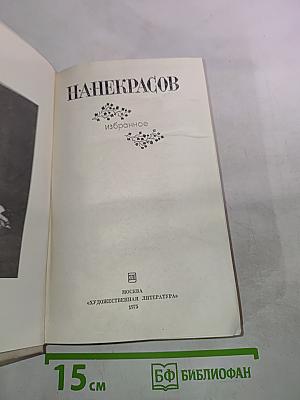 Н·А·НЕКРАСОВ
избранное
МОСКВА
«ХУДОЖЕСТВЕННАЯ ЛИТЕРАТУРА»
1975
15 см
БФ БИБЛИОФАН